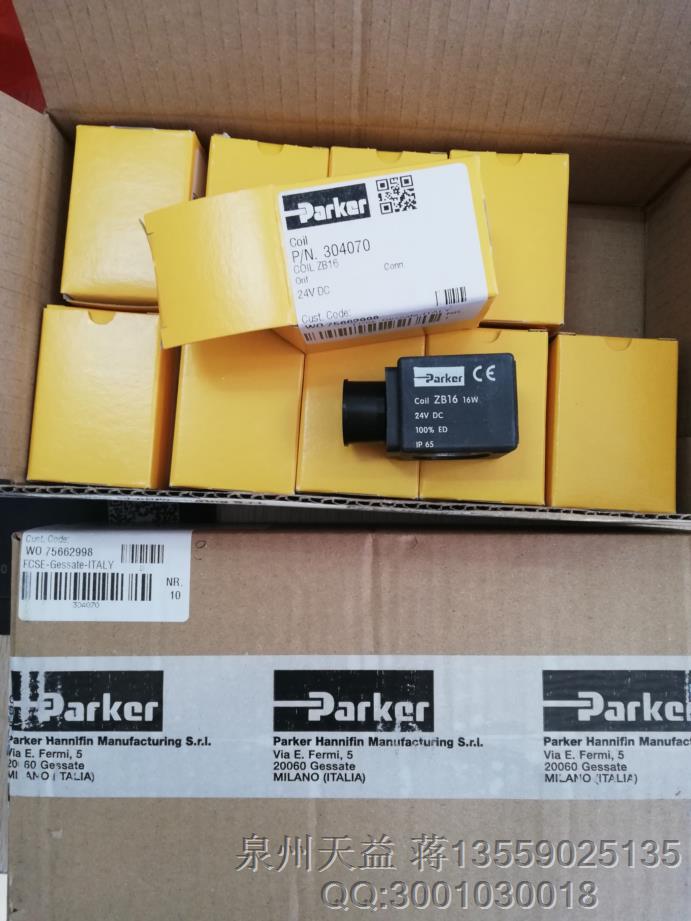 Parker
Coil
P/N. 304070
COIL ZB16
Orif.
Conn.
24V DC
Cust. Code:
WO 75662998
Parker CE
Coil ZB16 16W
24V DC
100% ED
IP 65
Cust. Code:
WO 75662998
FCSE-Gessate-ITALY
NR.
10
304070
Parker
Parker Hannifin Manufacturing S.r.l.
Via E. Fermi, 5
20060 Gessate
MILANO (ITALIA)
Parker
Parker Hannifin Manufacturing S.r.l.
Via E. Fermi, 5
20060 Gessate
MILANO (ITALIA)
Parker
Parker Hannifin Manufac
Via E. Fermi, 5
20060 Gessate
MILANO (ITALIA)
泉州天益 蒋13559025135
QQ:3001030018